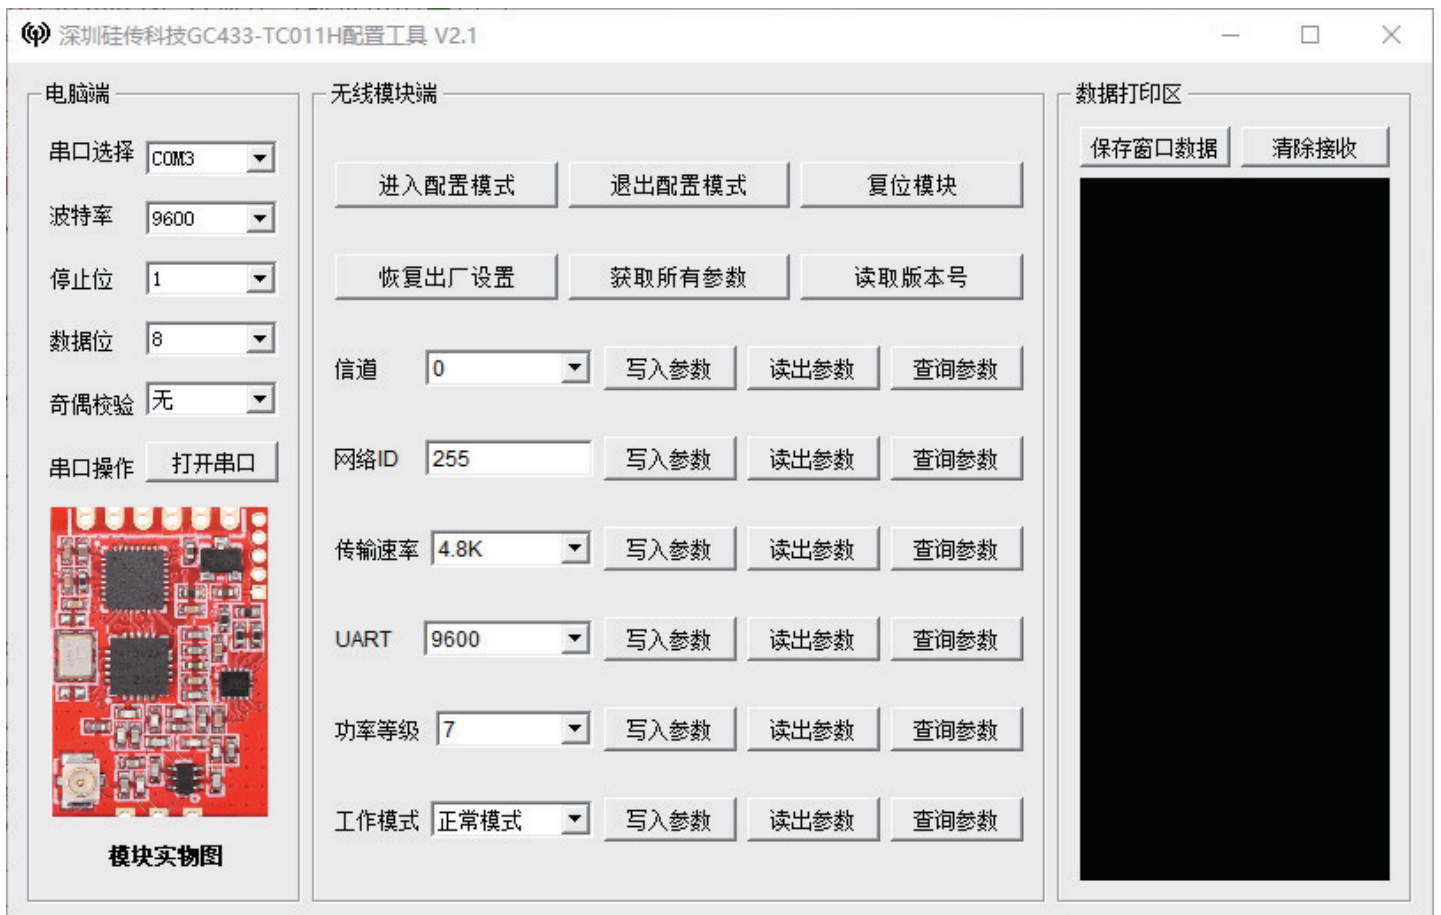 深圳硅传科技GC433-TC011H配置工具 V2.1
电脑端
串口选择 COM3
波特率 9600
停止位 1
数据位 8
奇偶校验 无
串口操作 打开串口
模块实物图
无线模块端
进入配置模式 退出配置模式 复位模块
恢复出厂设置 获取所有参数 读取版本号
信道 0 写入参数 读出参数 查询参数
网络ID 255 写入参数 读出参数 查询参数
传输速率 4.8K 写入参数 读出参数 查询参数
UART 9600 写入参数 读出参数 查询参数
功率等级 7 写入参数 读出参数 查询参数
工作模式 正常模式 写入参数 读出参数 查询参数
数据打印区
保存窗口数据 清除接收